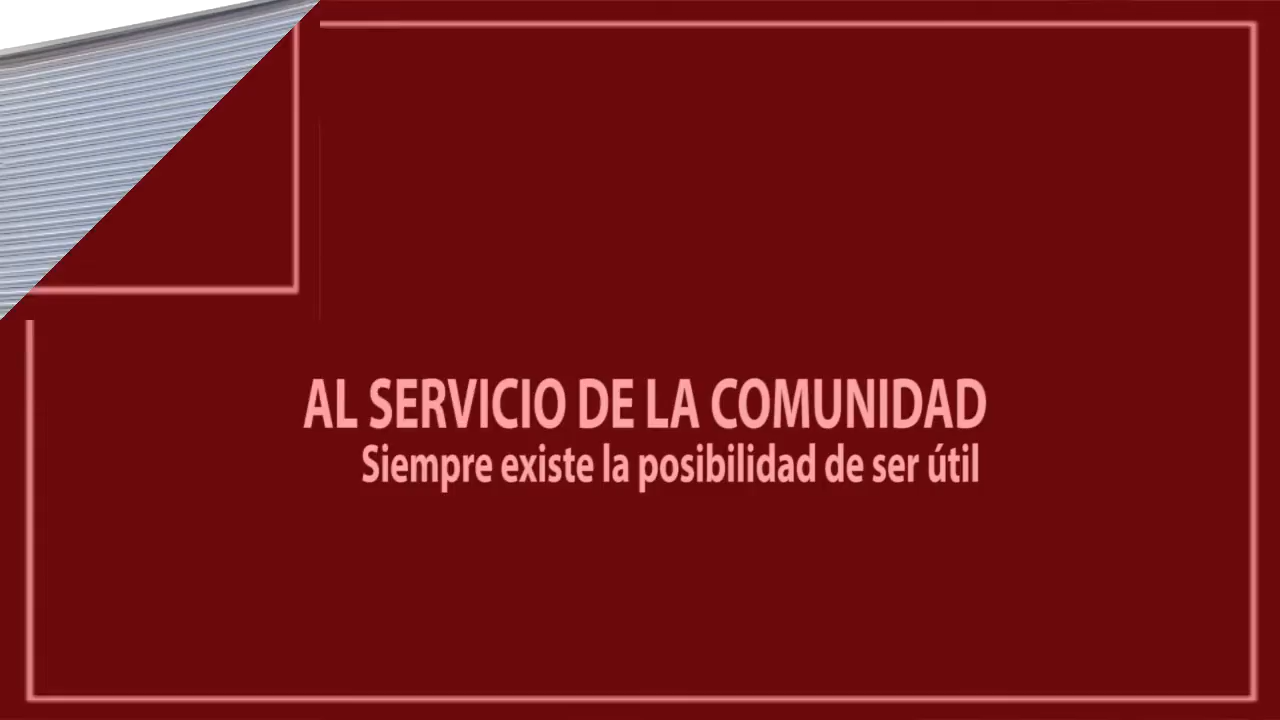 AL SERVICIO DE LA COMUNIDAD
Siempre existe la posibilidad de ser útil